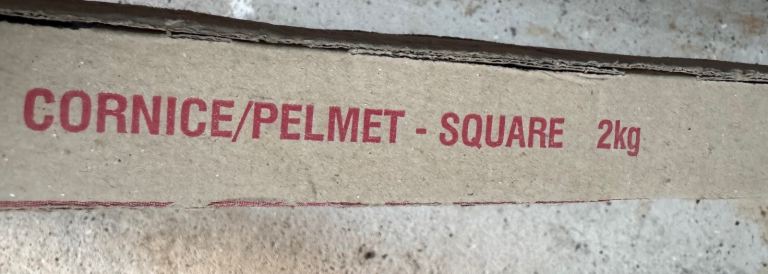 CORNICE/PELMET - SQUARE 2kg